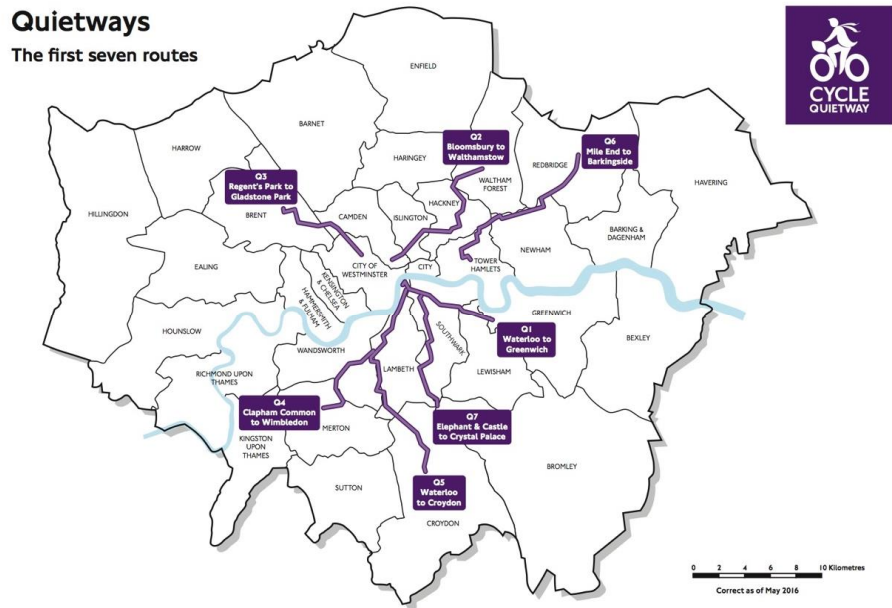 Quietways
The first seven routes
CYCLE
QUIETWAY
ENFIELD
BARNET
HARROW
Q2
Bloomsbury to
Walthamstow
Q6
Mile End to
Barkingside
HARINGEY
REDBRIDGE
HAVERING
Q3
Regent's Park to
Gladstone Park
WALTHAM
FOREST
HILLINGDON
BRENT
CAMDEN
ISLINGTON
HACKNEY
BARKING &
DAGENHAM
NEWHAM
EALING
CITY OF
WESTMINSTER
CITY
TOWER
HAMLETS
KENSINGTON
& CHELSEA
HAMMERSMITH
& FULHAM
HOUNSLOW
GREENWICH
SOUTHWARK
Q1
Waterloo to
Greenwich
BEXLEY
WANDSWORTH
LAMBETH
LEWISHAM
RICHMOND UPON
THAMES
Q4
Clapham Common
to Wimbledon
Q7
Elephant & Castle
to Crystal Palace
MERTON
KINGSTON
UPON
THAMES
BROMLEY
SUTTON
Q5
Waterloo
to Croydon
CROYDON
0 2 4 6 8 10 Kilometres
Correct as of May 2016